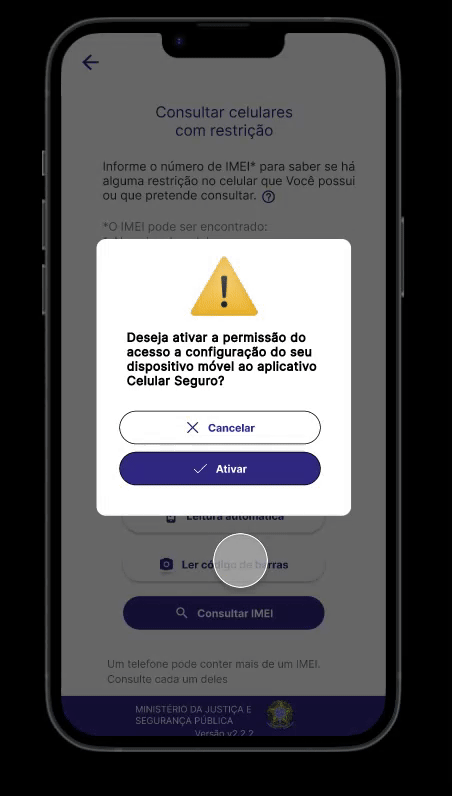 Consultar celulares
com restrição
Informe o número de IMEI* para saber se há
alguma restrição no celular que Você possui
ou que pretende consultar.
*O IMEI pode ser encontrado:
Deseja ativar a permissão do
acesso a configuração do seu
dispositivo móvel ao aplicativo
Celular Seguro?
Cancelar
Ativar
Leitura automática
Ler código de barras
Consultar IMEI
Um telefone pode conter mais de um IMEI.
Consulte cada um deles
MINISTÉRIO DA JUSTIÇA E
SEGURANÇA PÚBLICA
Versão v2.2.2